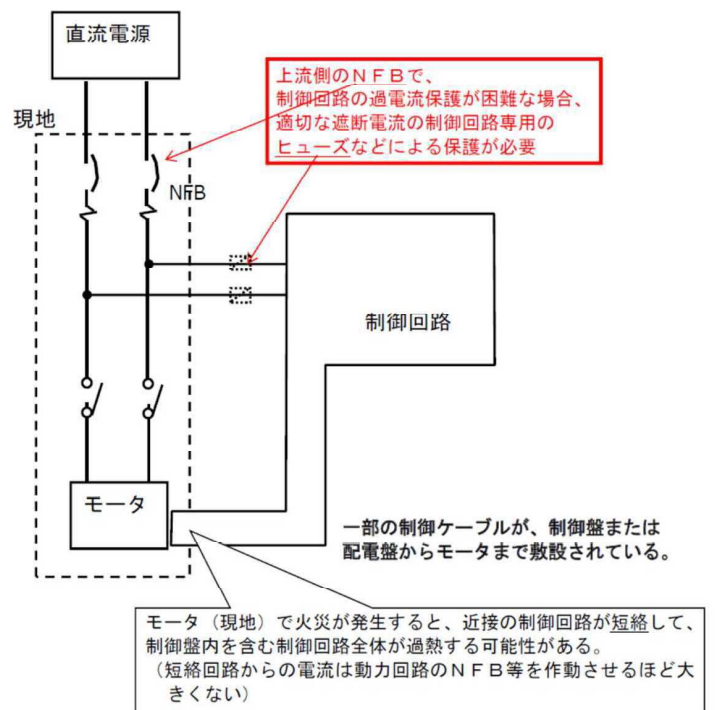 直流電源
上流側のＮＦＢで、
制御回路の過電流保護が困難な場合、
適切な遮断電流の制御回路専用の
ヒューズなどによる保護が必要
現地
NFB
制御回路
モータ
一部の制御ケーブルが、制御盤または
配電盤からモータまで敷設されている。
モータ（現地）で火災が発生すると、近接の制御回路が短絡して、
制御盤内を含む制御回路全体が過熱する可能性がある。
（短絡回路からの電流は動力回路のＮＦＢ等を作動させるほど大
きくない）